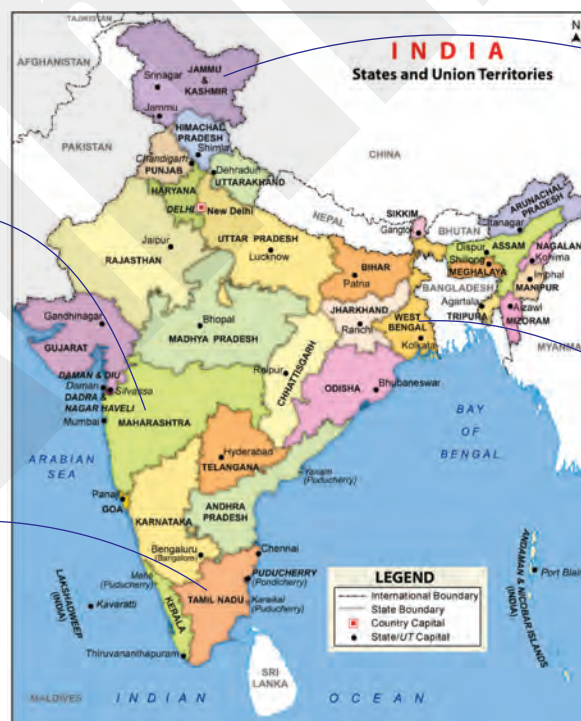 TAJIKISTAN
N
INDIA
States and Union Territories
AFGHANISTAN
JAMMU
&
KASHMIR
Srinagar
Jammu
PAKISTAN
HIMACHAL
PRADESH
Shimla
CHINA
Chandigarh
PUNJAB
Dehradun
UTTARAKHAND
HARYANA
DELHI
New Delhi
NEPAL
SIKKIM
Gangtok
BHUTAN
ARUNACHAL
PRADESH
Itanagar
Jaipur
RAJASTHAN
UTTAR PRADESH
Lucknow
Dispur
ASSAM
NAGALAND
Kohima
Shillong
MEGHALAYA
BIHAR
Patna
Imphal
MANIPUR
BANGLADESH
Agartala
TRIPURA
Aizawl
MIZORAM
Gandhinagar
GUJARAT
Bhopal
MADHYA PRADESH
JHARKHAND
Ranchi
WEST
BENGAL
Kolkata
MYANMA
DAMAN & DIU
Daman
Silvassa
DADRA &
NAGAR HAVELI
Raipur
CHHATTISGARH
ODISHA
Bhubaneswar
Mumbai
MAHARASHTRA
BAY
OF
BENGAL
ARABIAN
SEA
Hyderabad
TELANGANA
Yanam
(Puducherry)
Panaji
GOA
KARNATAKA
ANDHRA
PRADESH
Bengaluru
(Bangalore)
Chennai
Mahe
(Puducherry)
PUDUCHERRY
(Pondicherry)
TAMIL NADU
Karaikal
(Puducherry)
KERALA
LAKSHADWEEP
(INDIA)
Kavaratti
Thiruvananthapuram
LEGEND
International Boundary
State Boundary
Country Capital
State/UT Capital
ANDAMAN & NICOBAR ISLANDS
(INDIA)
Port Blair
SRI
LANKA
MALDIVES
INDIAN OCEAN